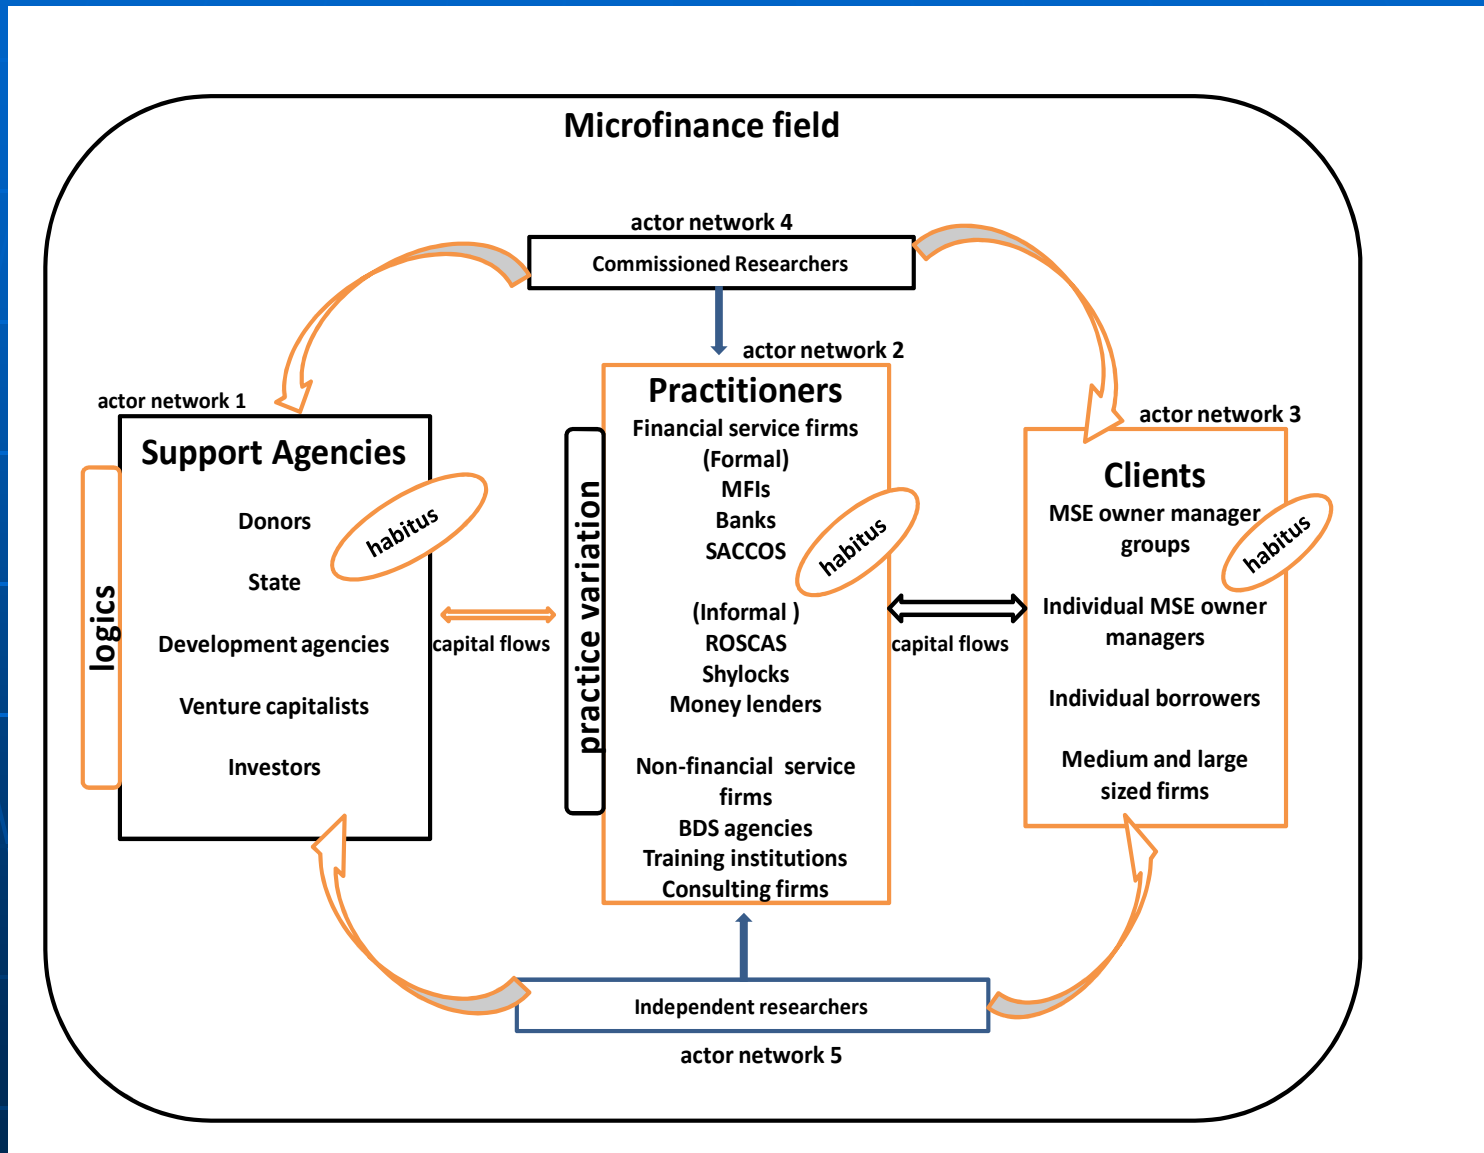 Microfinance field
actor network 4
Commissioned Researchers
actor network 1
Support Agencies
Donors
State
Development agencies
Venture capitalists
Investors
habitus
logics
capital flows
actor network 2
Practitioners
Financial service firms
(Formal)
MFIs
Banks
SACCOS
(Informal )
ROSCAS
Shylocks
Money lenders
Non-financial service
firms
BDS agencies
Training institutions
Consulting firms
habitus
practice variation
capital flows
actor network 3
Clients
MSE owner manager
groups
Individual MSE owner
managers
Individual borrowers
Medium and large
sized firms
habitus
Independent researchers
actor network 5